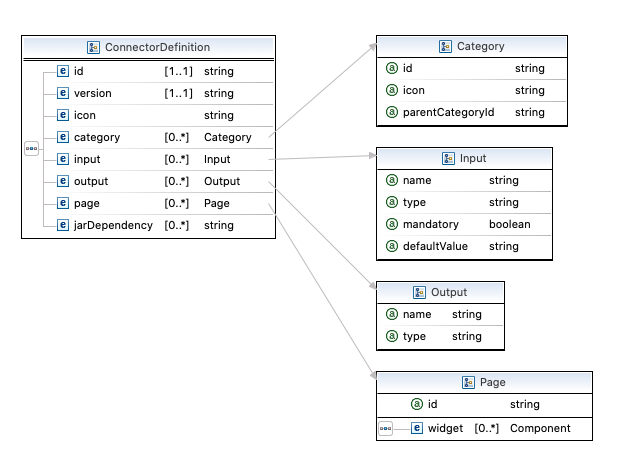 ConnectorDefinition
e id [1..1] string
e version [1..1] string
e icon string
e category [0..*] Category
e input [0..*] Input
e output [0..*] Output
e page [0..*] Page
e jarDependency [0..*] string
Category
a id string
a icon string
a parentCategoryId string
Input
a name string
a type string
a mandatory boolean
a defaultValue string
Output
a name string
a type string
Page
a id string
e widget [0..*] Component